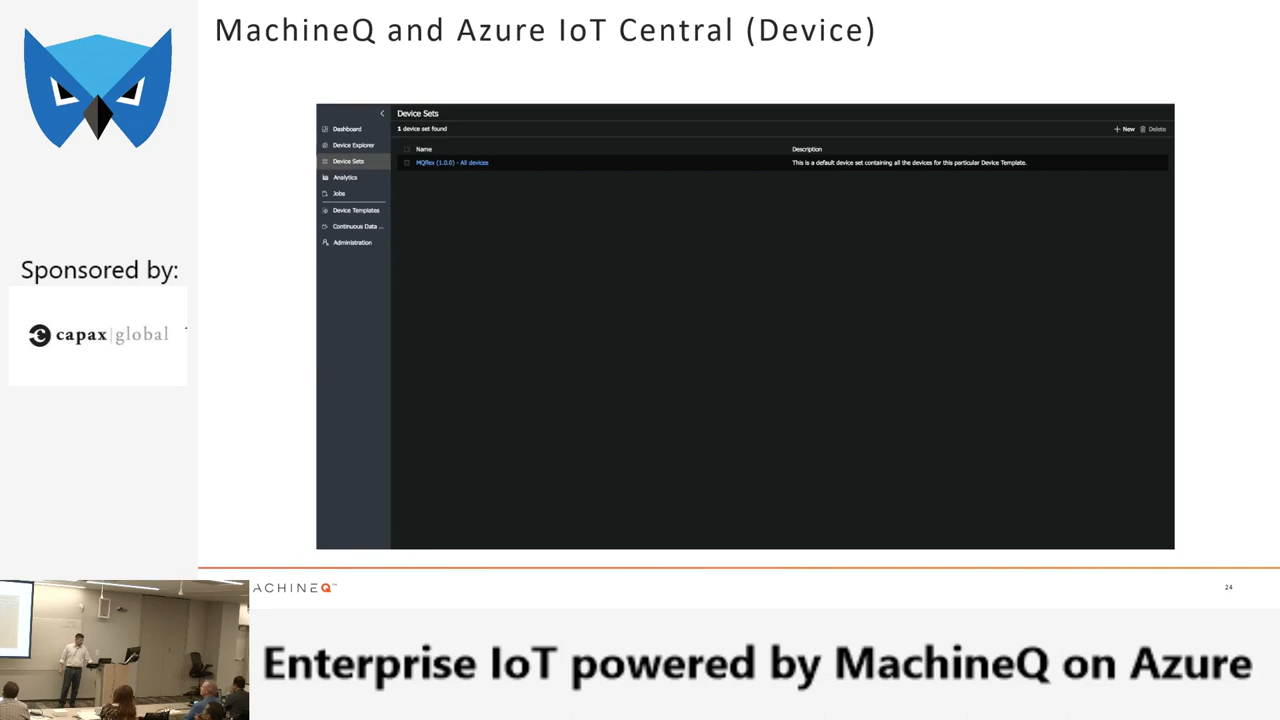 MachineQ and Azure IoT Central (Device)
Sponsored by:
capax|global
Device Sets
1 device set found
+ New
Delete
Dashboard
Device Explorer
Device Sets
Analytics
Jobs
Device Templates
Continuous Data ...
Administration
Name
Description
MQflex (1.0.0) - All devices
This is a default device set containing all the devices for this particular Device Template.
ACHINEQ™
24
Enterprise IoT powered by MachineQ on Azure